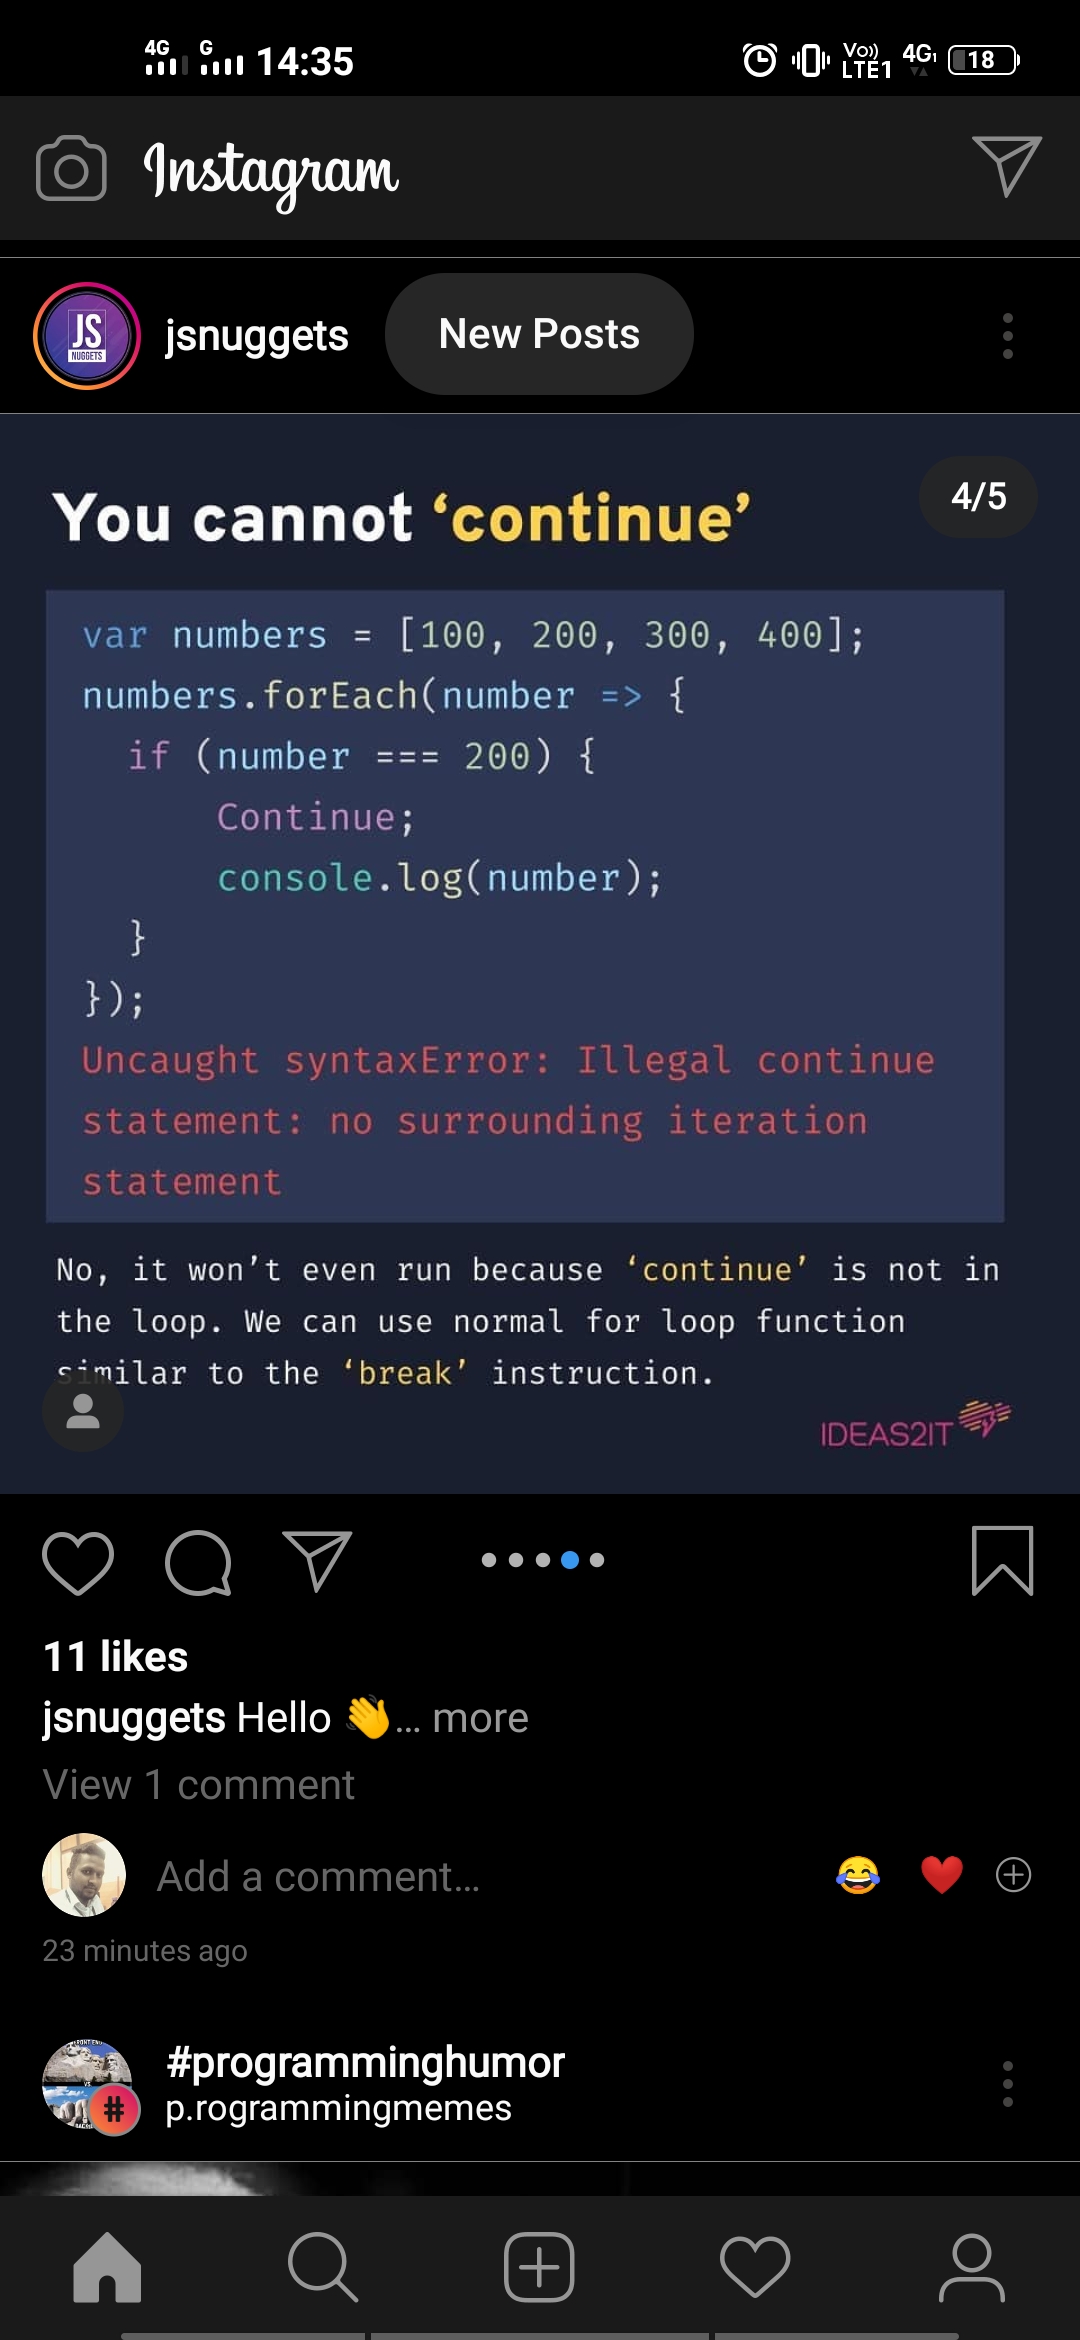 4G G 14:35 Vo)) LTE1 4G 18
Instagram
JS NUGGETS
jsnuggets
New Posts
4/5
You cannot ‘continue’
var numbers = [100, 200, 300, 400];
numbers.forEach(number => {
if (number === 200) {
Continue;
console.log(number);
}
});
Uncaught syntaxError: Illegal continue
statement: no surrounding iteration
statement
No, it won’t even run because ‘continue’ is not in
the loop. We can use normal for loop function
similar to the ‘break’ instruction.
IDEAS2IT
11 likes
jsnuggets Hello 👋... more
View 1 comment
Add a comment... 😂 ❤️
23 minutes ago
#programminghumor
p.rogrammingmemes